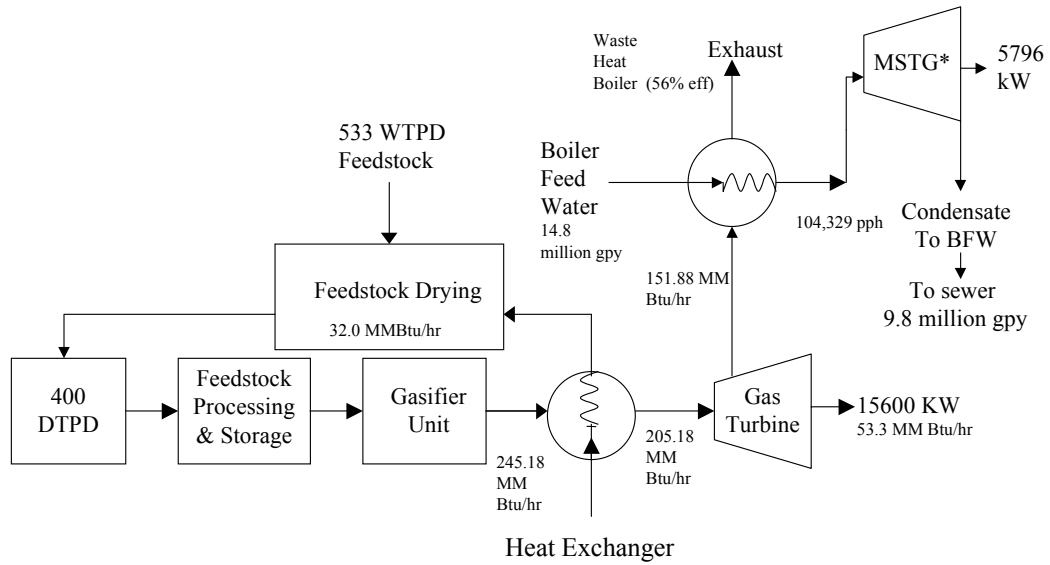 Waste
Heat
Boiler (56% eff)
Exhaust
MSTG*
5796
kW
533 WTPD
Feedstock
Boiler
Feed
Water
14.8
million gpy
104,329 pph
Condensate
To BFW
To sewer
9.8 million gpy
151.88 MM
Btu/hr
Feedstock Drying
32.0 MMBtu/hr
400
DTPD
Feedstock
Processing
& Storage
Gasifier
Unit
245.18
MM
Btu/hr
205.18
MM
Btu/hr
Gas
Turbine
15600 KW
53.3 MM Btu/hr
Heat Exchanger